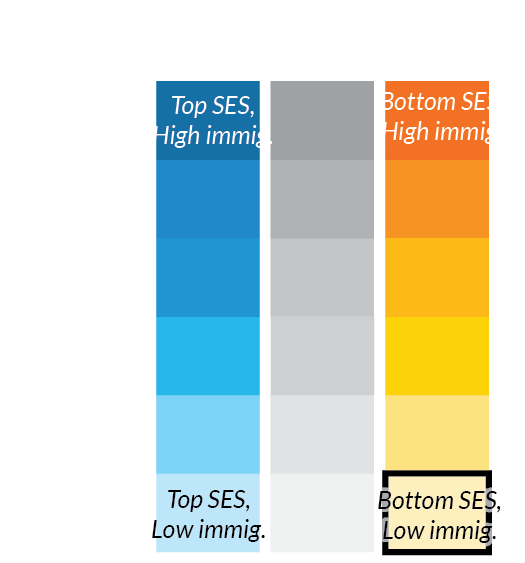 Top SES,
High immig.
Bottom SES,
High immig.
Top SES,
Low immig.
Bottom SES,
Low immig.